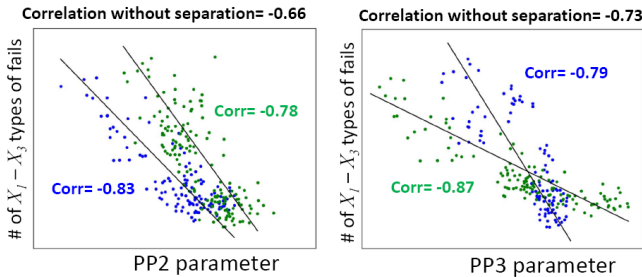 Correlation without separation= -0.66
# of X₁ – X₃ types of fails
Corr= -0.78
Corr= -0.83
PP2 parameter
Correlation without separation= -0.73
# of X₁ – X₃ types of fails
Corr= -0.79
Corr= -0.87
PP3 parameter